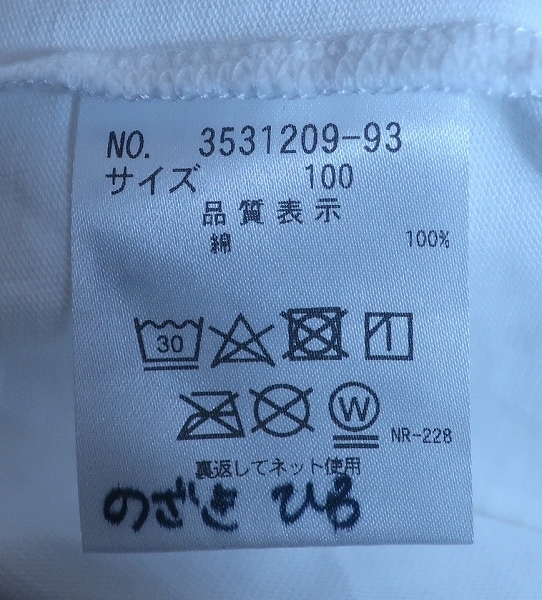 NO. 3531209-93
サイズ 100
品質表示
綿 100%
30
W
NR-228
裏返してネット使用
のざき ひろ